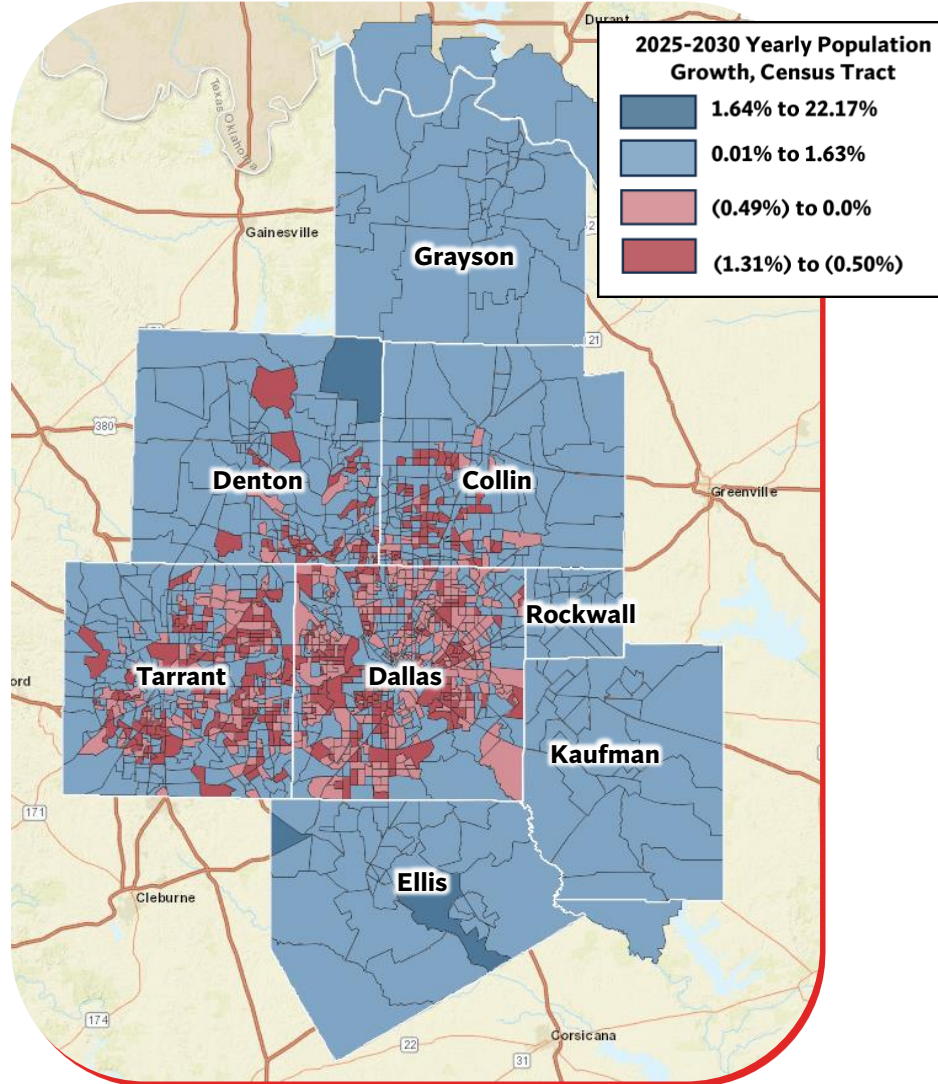 Durant
2025-2030 Yearly Population
Growth, Census Tract
1.64% to 22.17%
0.01% to 1.63%
(0.49%) to 0.0%
(1.31%) to (0.50%)
Texas Oklahoma
Gainesville
2
Grayson
21
380
Denton
Collin
Greenville
Rockwall
ord
Tarrant
Dallas
Kaufman
171
Ellis
Cleburne
174
22
Corsicana
31